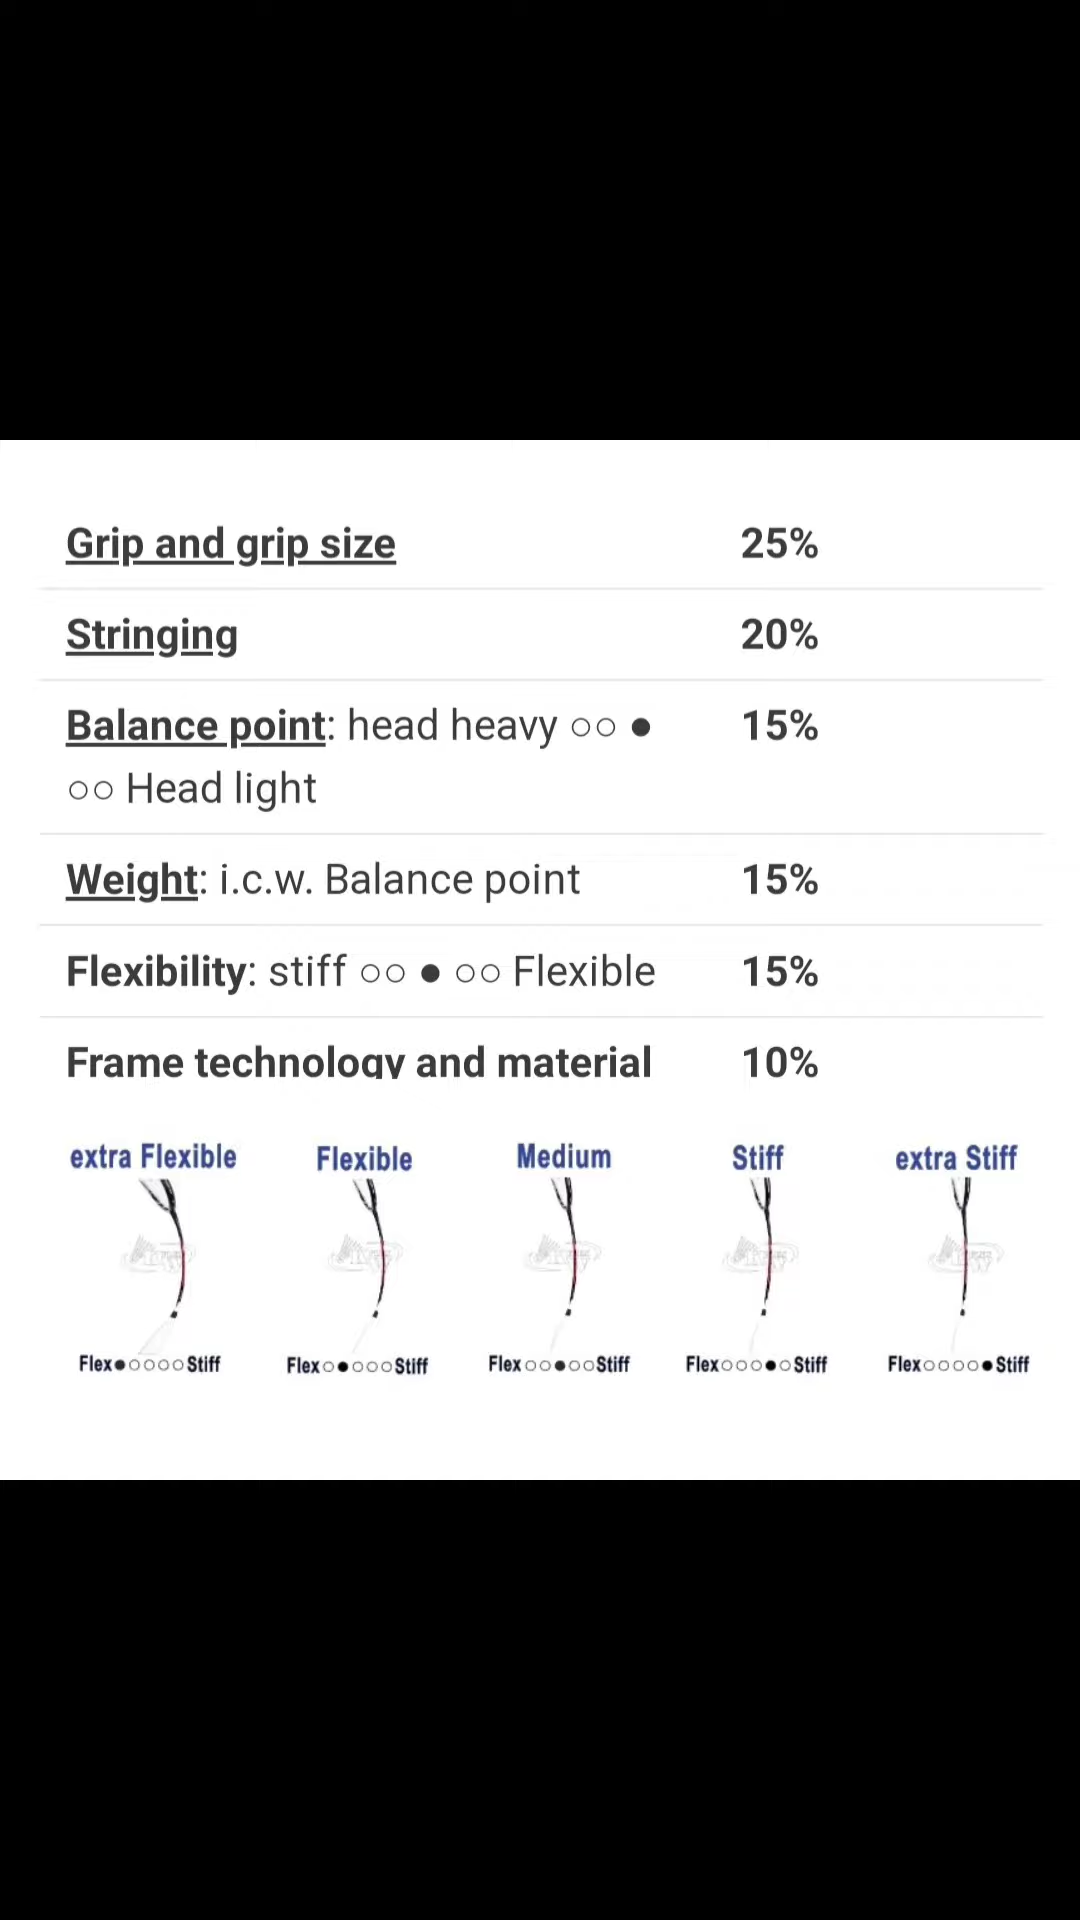 Grip and grip size 25%
Stringing 20%
Balance point: head heavy ○○ ● 15%
○○ Head light
Weight: i.c.w. Balance point 15%
Flexibility: stiff ○○ ● ○○ Flexible 15%
Frame technology and material 10%
extra Flexible Flexible Medium Stiff extra Stiff
Flex●○○○○Stiff Flex○●○○○Stiff Flex○○●○○Stiff Flex○○○●○Stiff Flex○○○○●Stiff